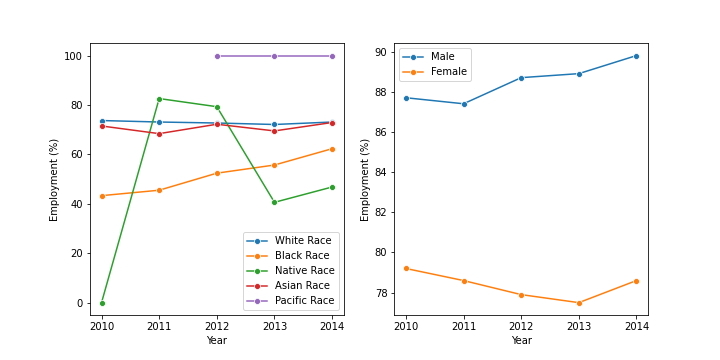 100
80
60
40
20
0
Employment (%)
2010 2011 2012 2013 2014
Year
White Race
Black Race
Native Race
Asian Race
Pacific Race
90
88
86
84
82
80
78
Employment (%)
2010 2011 2012 2013 2014
Year
Male
Female